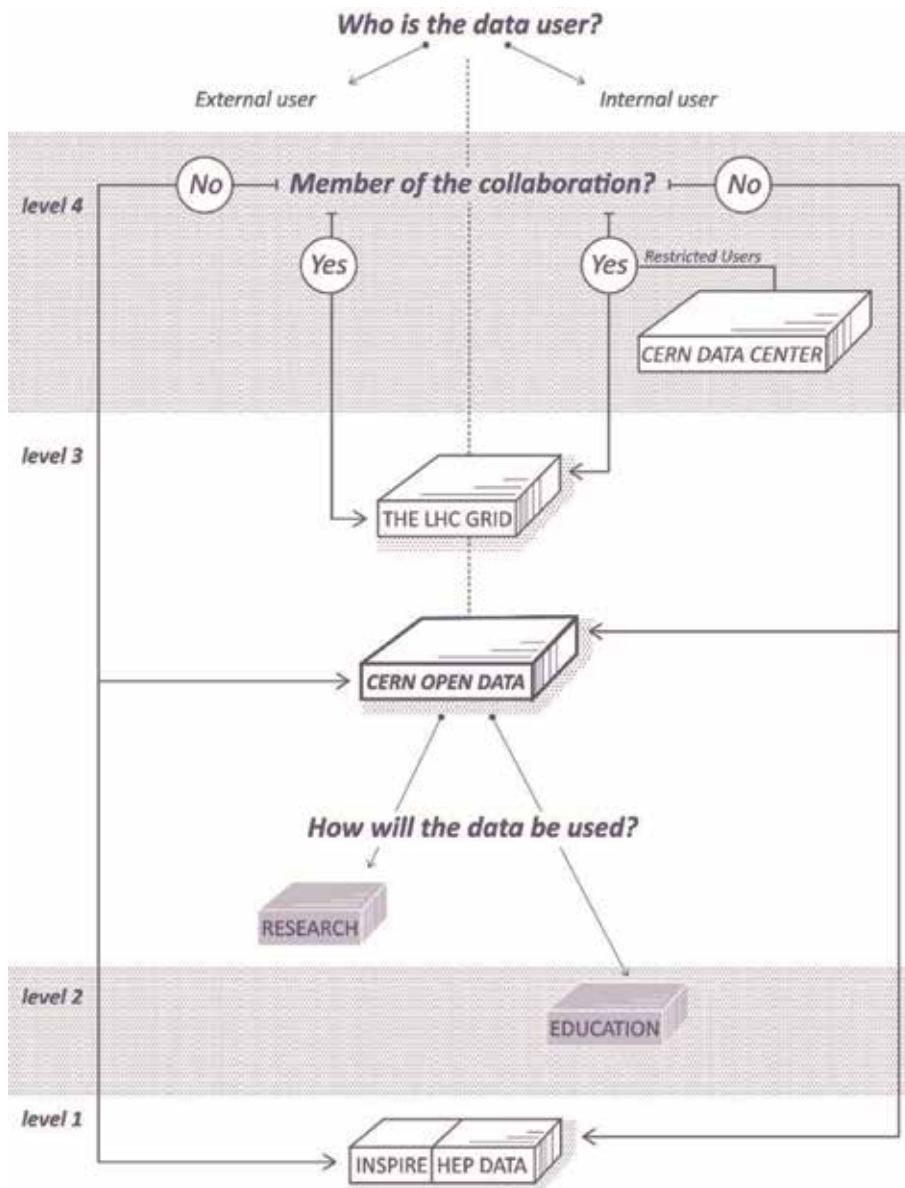 Who is the data user?
External user
Internal user
No
Member of the collaboration?
No
level 4
Yes
Yes
Restricted Users
CERN DATA CENTER
level 3
THE LHC GRID
CERN OPEN DATA
How will the data be used?
RESEARCH
level 2
EDUCATION
level 1
INSPIRE
HEP DATA